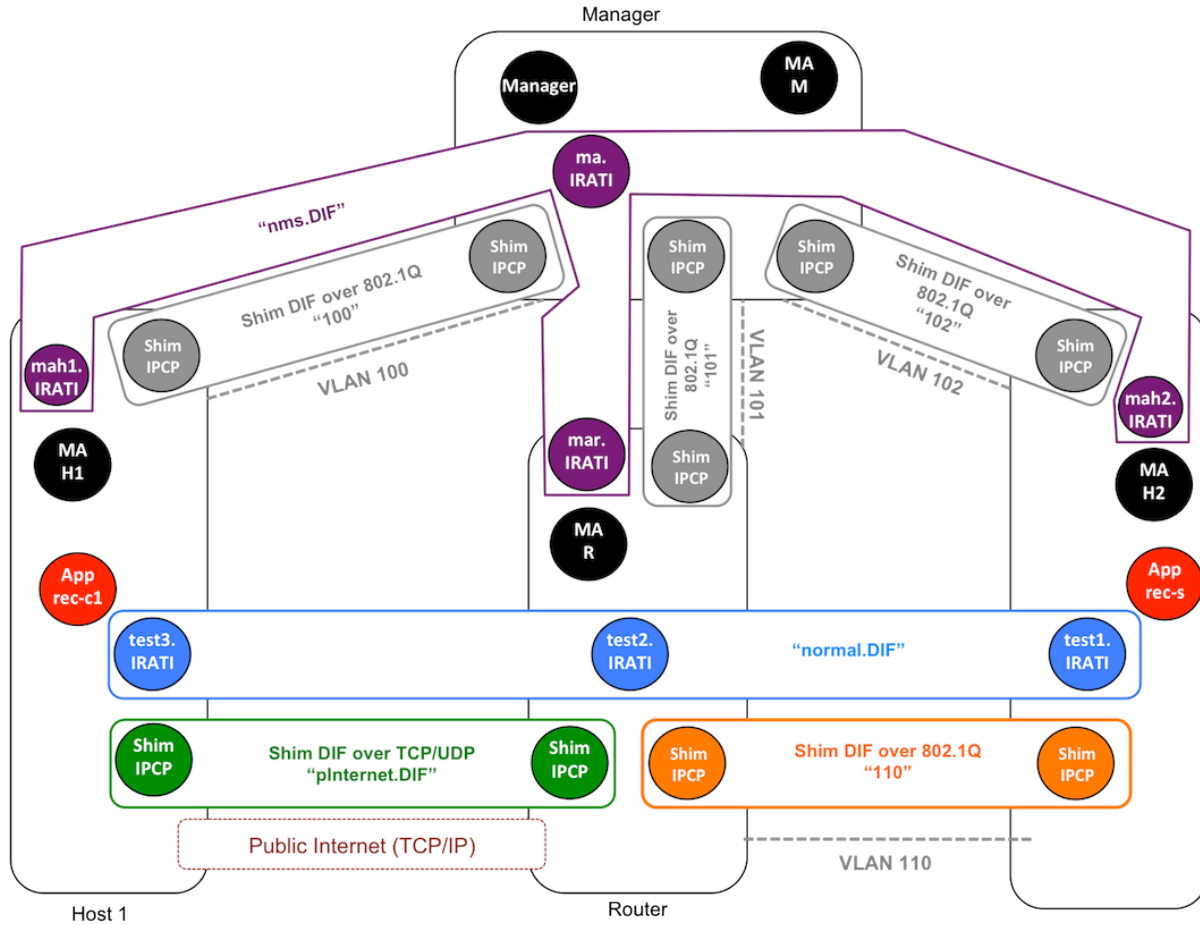 Manager
Manager
MA
M
ma.
IRATI
“nms.DIF”
Shim
IPCP
Shim DIF over 802.1Q
“100”
Shim
IPCP
VLAN 100
Shim
IPCP
Shim DIF over
802.1Q
“101”
Shim
IPCP
VLAN 101
Shim
IPCP
Shim DIF over
802.1Q
“102”
Shim
IPCP
VLAN 102
mah1.
IRATI
MA
H1
mar.
IRATI
MA
R
mah2.
IRATI
MA
H2
App
rec-c1
App
rec-s
test3.
IRATI
test2.
IRATI
“normal.DIF”
test1.
IRATI
Shim
IPCP
Shim DIF over TCP/UDP
“pInternet.DIF”
Shim
IPCP
Shim
IPCP
Shim DIF over 802.1Q
“110”
Shim
IPCP
Public Internet (TCP/IP)
VLAN 110
Host 1
Router